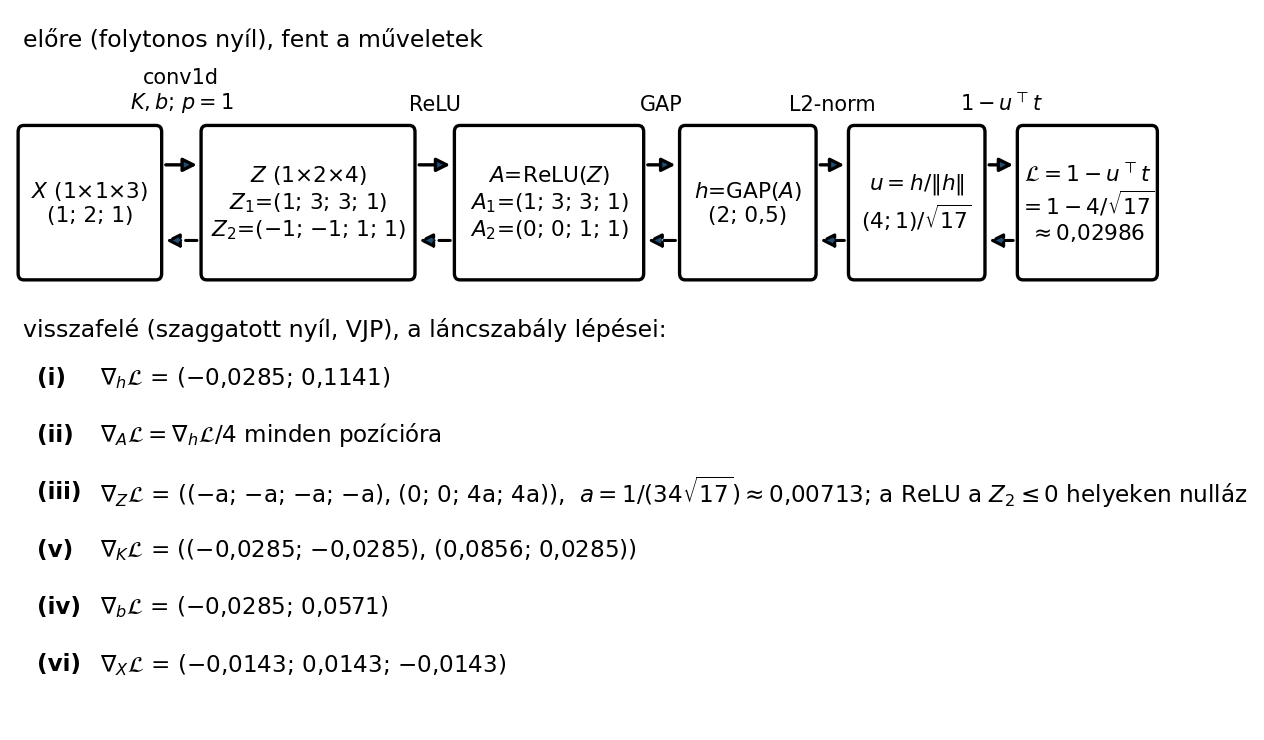 előre (folytonos nyíl), fent a műveletek
conv1d
K, b; p = 1
ReLU
GAP
L2-norm
1 − u⊤t
X (1×1×3)
(1; 2; 1)
Z (1×2×4)
Z₁=(1; 3; 3; 1)
Z₂=(−1; −1; 1; 1)
A=ReLU(Z)
A₁=(1; 3; 3; 1)
A₂=(0; 0; 1; 1)
h=GAP(A)
(2; 0,5)
u = h/‖h‖
(4; 1)/√17
ℒ = 1 − u⊤t
= 1 − 4/√17
≈ 0,02986
visszafelé (szaggatott nyíl, VJP), a láncszabály lépései:
(i) ∇ₕℒ = (−0,0285; 0,1141)
(ii) ∇_Aℒ = ∇ₕℒ/4 minden pozícióra
(iii) ∇_Zℒ = ((−a; −a; −a; −a), (0; 0; 4a; 4a)), a = 1/(34√17) ≈ 0,00713; a ReLU a Z₂ ≤ 0 helyeken nulláz
(v) ∇_Kℒ = ((−0,0285; −0,0285), (0,0856; 0,0285))
(iv) ∇_bℒ = (−0,0285; 0,0571)
(vi) ∇_Xℒ = (−0,0143; 0,0143; −0,0143)